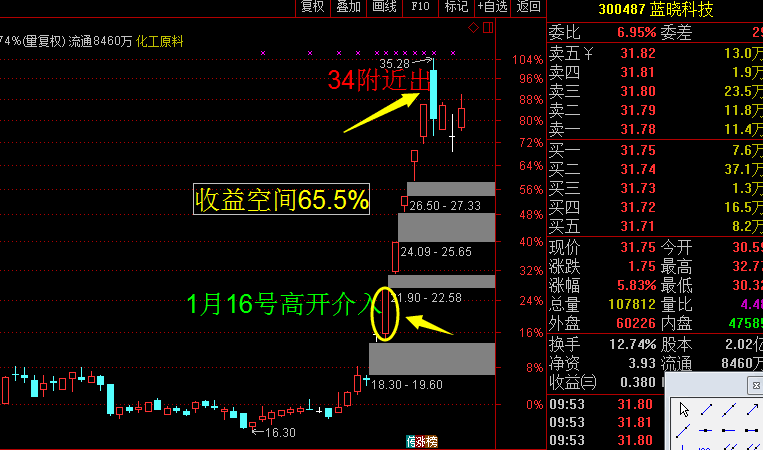 复权 叠加 画线 F10 标记 +自选 返回
300487 蓝晓科技
74%(量复权) 流通8460万 化工原料
委比 6.95% 委差 29
卖五 ￥ 31.82 13.0万
卖四 31.81 1.9万
卖三 31.80 23.5万
卖二 31.79 11.8万
卖一 31.78 11.4万
买一 31.75 7.6万
买二 31.74 37.1万
买三 31.73 1.3万
买四 31.72 16.5万
买五 31.71 8.2万
现价 31.75 今开 30.59
涨跌 1.75 最高 32.77
涨幅 5.83% 最低 30.32
总量 107812 量比 4.48
外盘 60226 内盘 47585
换手 12.74% 股本 2.02亿
净资 3.93 流通 8460万
收益㈢ 0.380
09:53 31.80
09:53 31.81
09:53 31.80
35.28
34附近出
收益空间65.5%
26.50 - 27.33
24.09 - 25.65
1月16号高开介入
21.90 - 22.58
18.30 - 19.60
16.30
涨榜
104%
96%
88%
80%
72%
64%
56%
48%
40%
32%
24%
16%
8%
0%